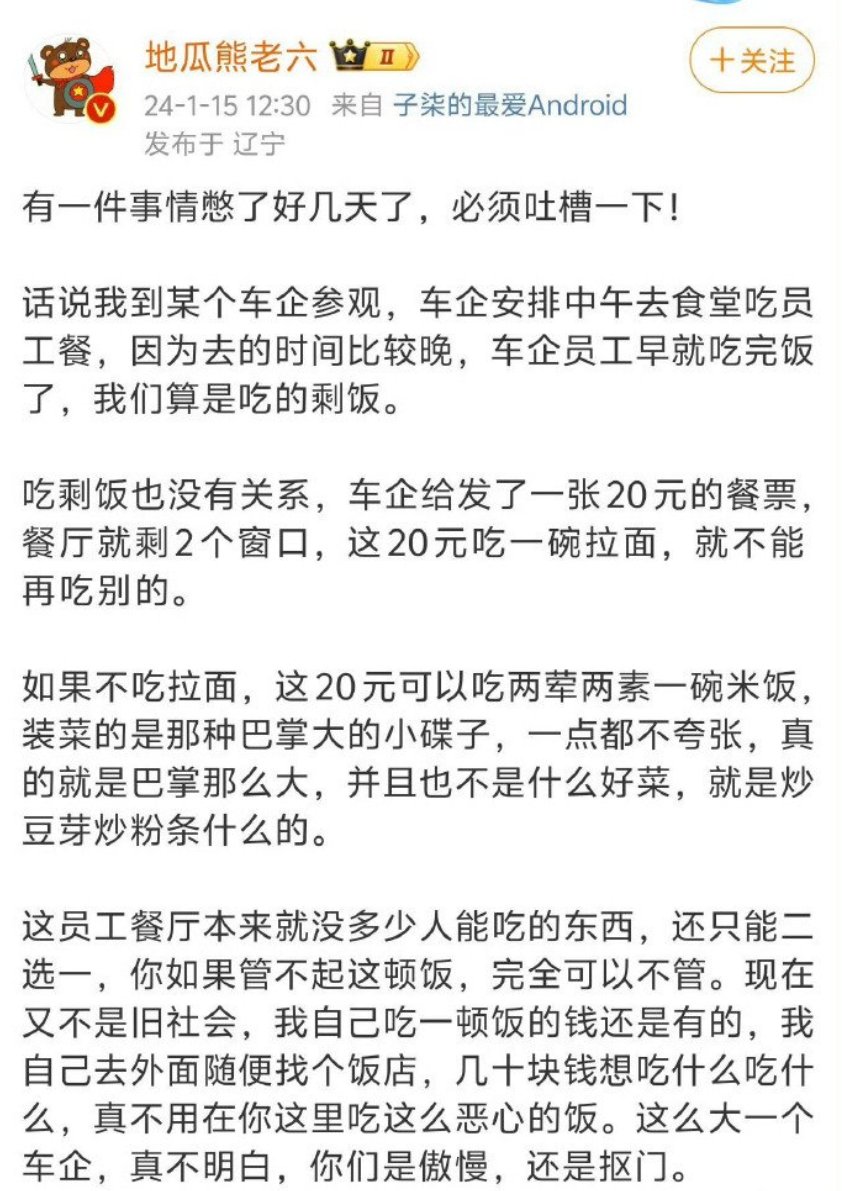 地瓜熊老六 II
+关注
24-1-15 12:30 来自 子柒的最爱Android
发布于 辽宁
有一件事情憋了好几天了，必须吐槽一下！
话说我到某个车企参观，车企安排中午去食堂吃员
工餐，因为去的时间比较晚，车企员工早就吃完饭
了，我们算是吃的剩饭。
吃剩饭也没有关系，车企给发了一张20元的餐票，
餐厅就剩2个窗口，这20元吃一碗拉面，就不能
再吃别的。
如果不吃拉面，这20元可以吃两荤两素一碗米饭，
装菜的是那种巴掌大的小碟子，一点都不夸张，真
的就是巴掌那么大，并且也不是什么好菜，就是炒
豆芽炒粉条什么的。
这员工餐厅本来就没多少人能吃的东西，还只能二
选一，你如果管不起这顿饭，完全可以不管。现在
又不是旧社会，我自己吃一顿饭的钱还是有的，我
自己去外面随便找个饭店，几十块钱想吃什么吃什
么，真不用在你这里吃这么恶心的饭。这么大一个
车企，真不明白，你们是傲慢，还是抠门。